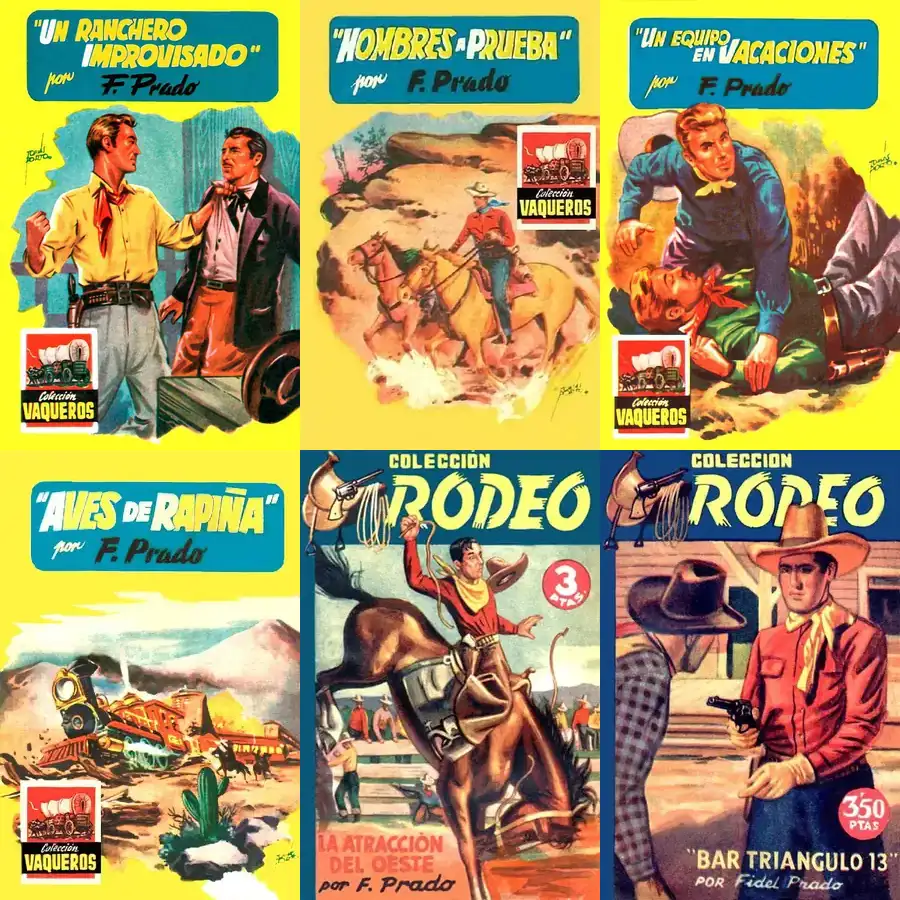 "UN RANCHERO
IMPROVISADO"
por F. Prado
Colección
VAQUEROS
"HOMBRES A PRUEBA"
por F. Prado
Colección
VAQUEROS
"UN EQUIPO
EN VACACIONES"
por F. Prado
Colección
VAQUEROS
"AVES DE RAPIÑA"
por F. Prado
Colección
VAQUEROS
COLECCIÓN
RODEO
3
PTAS
LA ATRACCIÓN
DEL OESTE
por F. Prado
COLECCION
RODEO
3'50
PTAS
"BAR TRIANGULO 13"
POR Fidel Prado